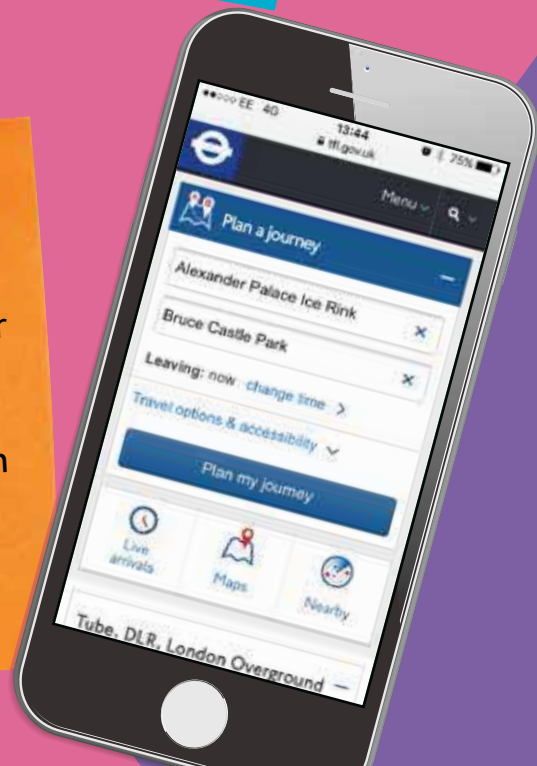 r
n
EE 4G 13:44 75%
tfl.gov.uk
Menu
Plan a journey
Alexander Palace Ice Rink
Bruce Castle Park
Leaving: now change time >
Travel options & accessibility
Plan my journey
Live arrivals
Maps
Nearby
Tube, DLR, London Overground